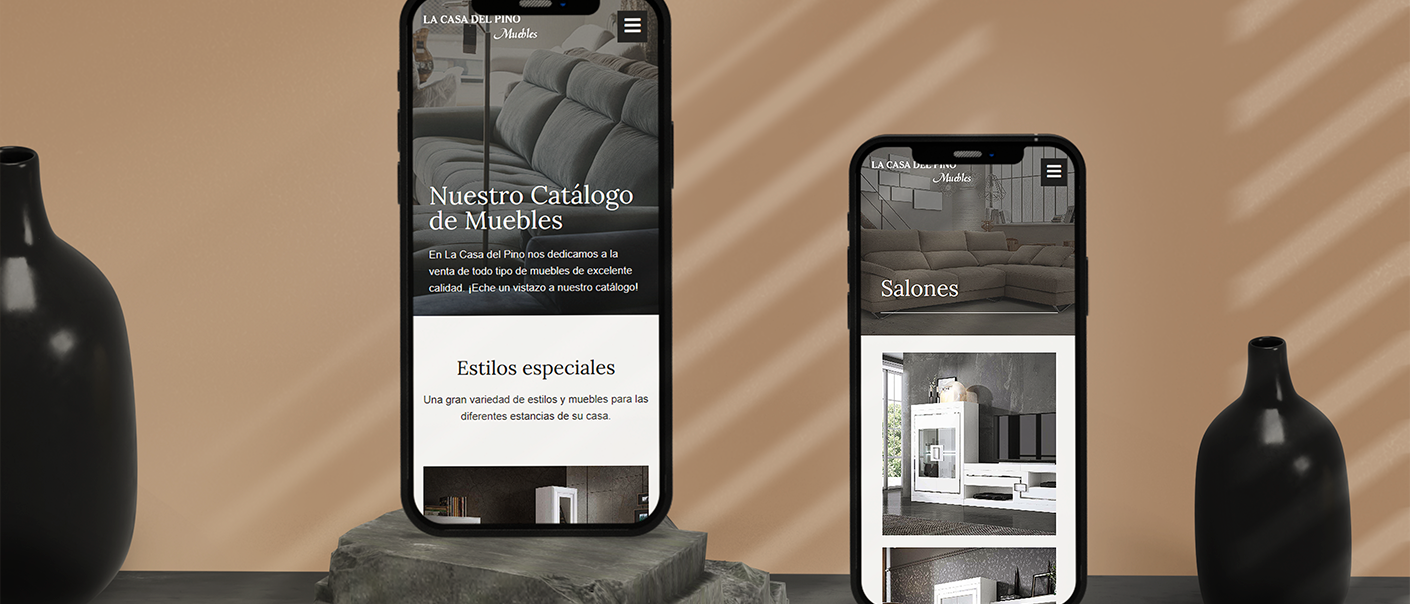 LA CASA DEL PINO
Muebles
Nuestro Catálogo
de Muebles
En La Casa del Pino nos dedicamos a la
venta de todo tipo de muebles de excelente
calidad. ¡Eche un vistazo a nuestro catálogo!
Estilos especiales
Una gran variedad de estilos y muebles para las
diferentes estancias de su casa.
LA CASA DEL PINO
Muebles
Salones